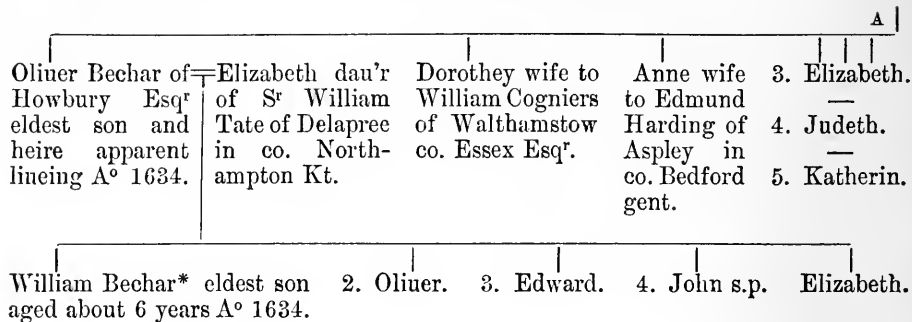 A
Oliuer Bechar of
Howbury Esqʳ
eldest son and
heire apparent
liueing Aº 1634.
Elizabeth dau'r
of Sʳ William
Tate of Delapree
in co. North-
ampton Kt.
Dorothey wife to
William Cogniers
of Walthamstow
co. Essex Esqʳ.
Anne wife
to Edmund
Harding of
Aspley in
co. Bedford
gent.
3. Elizabeth.
4. Judeth.
5. Katherin.
William Bechar* eldest son
aged about 6 years Aº 1634.
2. Oliuer.
3. Edward.
4. John s.p.
Elizabeth.